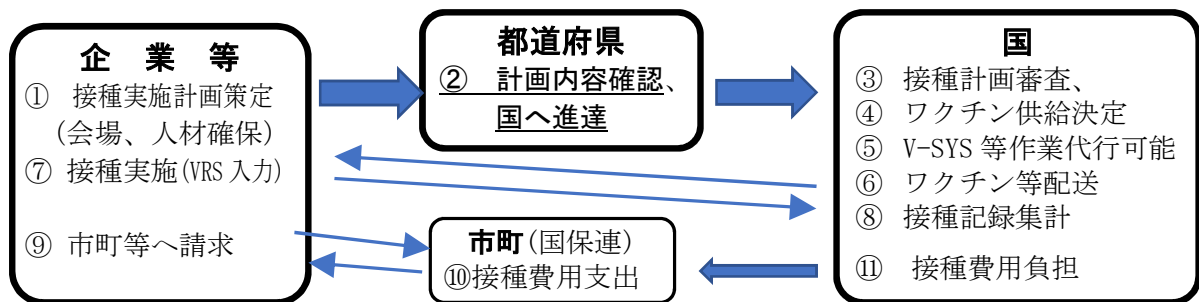 企 業 等
① 接種実施計画策定
(会場、人材確保)
⑦ 接種実施(VRS 入力)
⑨ 市町等へ請求
都道府県
② 計画内容確認、
国へ進達
市町(国保連)
⑩接種費用支出
国
③ 接種計画審査、
④ ワクチン供給決定
⑤ V-SYS 等作業代行可能
⑥ ワクチン等配送
⑧ 接種記録集計
⑪ 接種費用負担